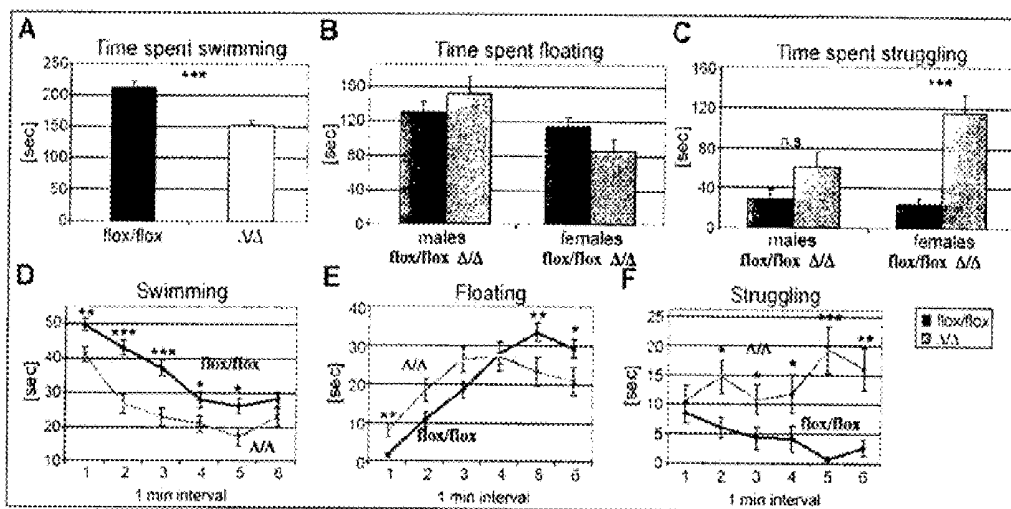 A
Time spent swimming
***
250
200
150
100
50
0
[sec]
flox/flox
Δ/Δ
B
Time spent floating
160
120
80
40
0
[sec]
males
females
flox/flox Δ/Δ
flox/flox Δ/Δ
C
Time spent struggling
160
120
80
40
0
[sec]
n.s
***
males
females
flox/flox Δ/Δ
flox/flox Δ/Δ
D
Swimming
50
40
30
20
10
[sec]
**
***
***
*
*
flox/flox
Δ/Δ
1 2 3 4 5 6
1 min interval
E
Floating
40
30
20
10
0
[sec]
**
**
*
Δ/Δ
flox/flox
1 2 3 4 5 6
1 min interval
F
Struggling
25
20
15
10
5
0
[sec]
*
*
*
***
**
Δ/Δ
flox/flox
1 2 3 4 5 6
1 min interval
flox/flox
Δ/Δ